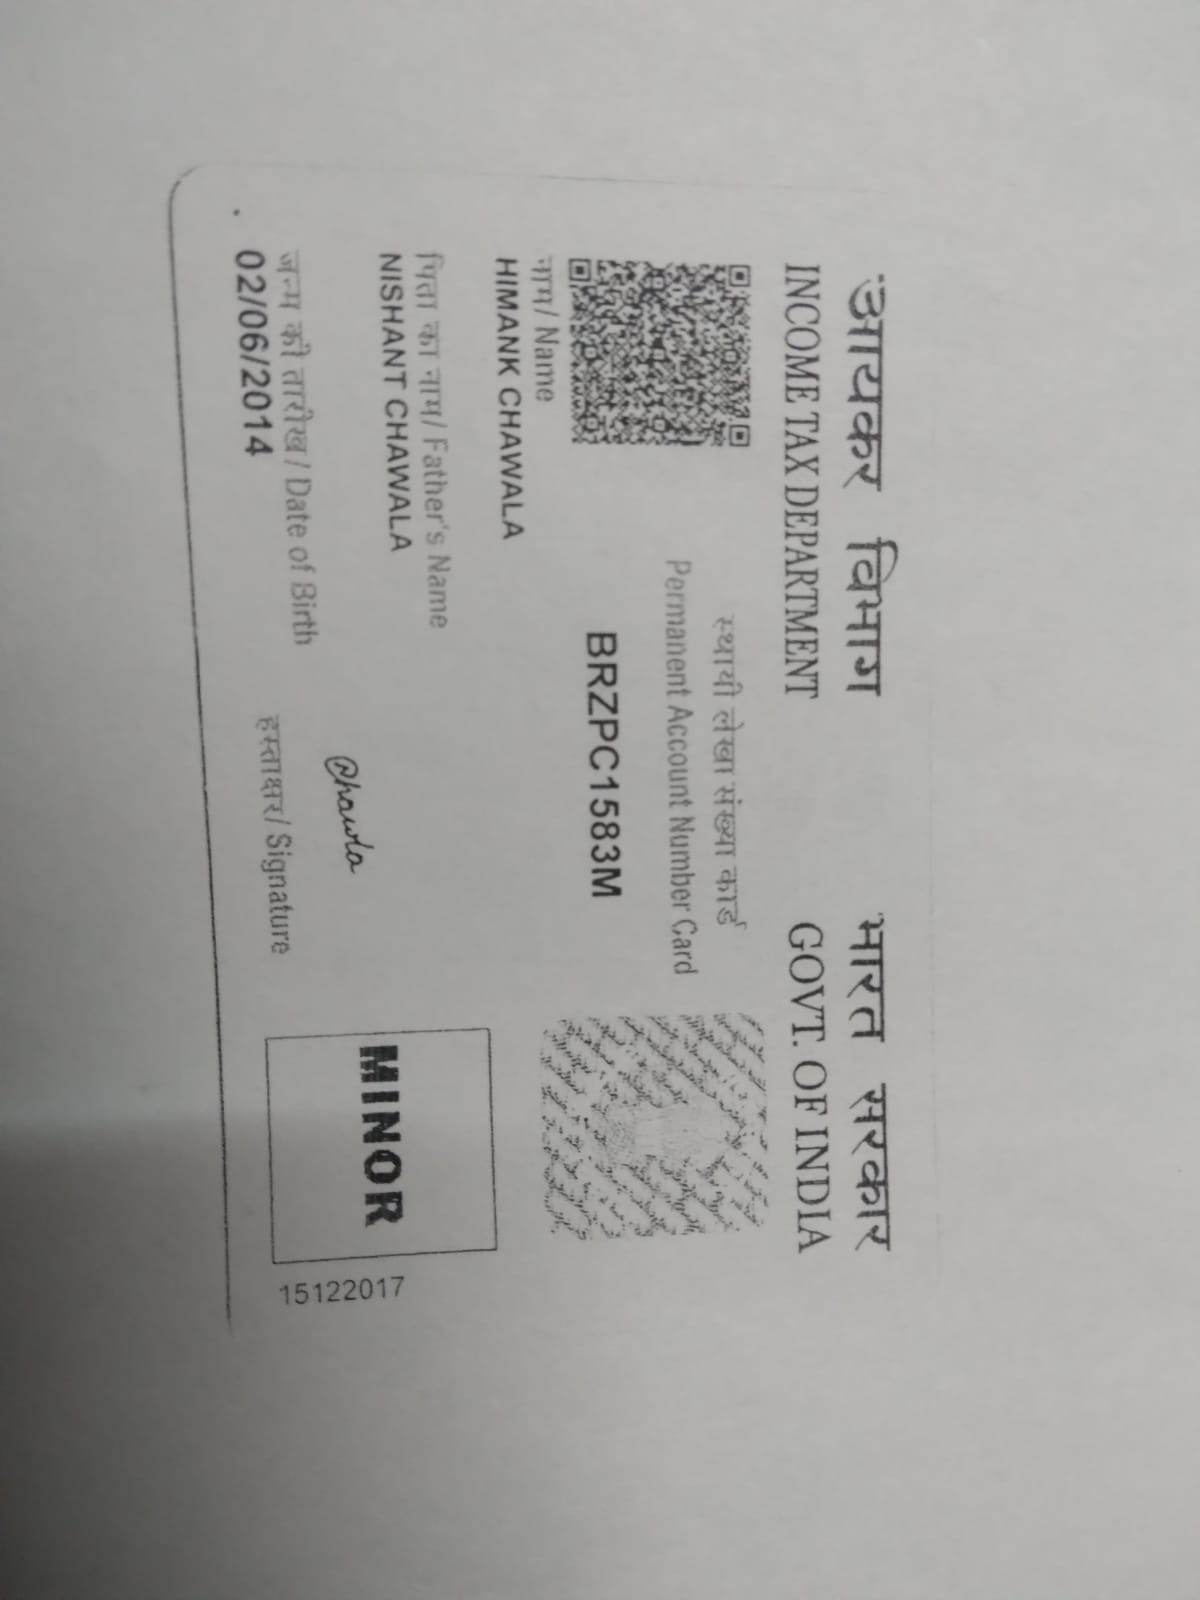 आयकर विभाग
INCOME TAX DEPARTMENT
भारत सरकार
GOVT. OF INDIA
स्थायी लेखा संख्या कार्ड
Permanent Account Number Card
BRZPC1583M
नाम/ Name
HIMANK CHAWALA
पिता का नाम/ Father's Name
NISHANT CHAWALA
जन्म की तारीख/ Date of Birth
02/06/2014
Chawla
हस्ताक्षर/ Signature
MINOR
15122017